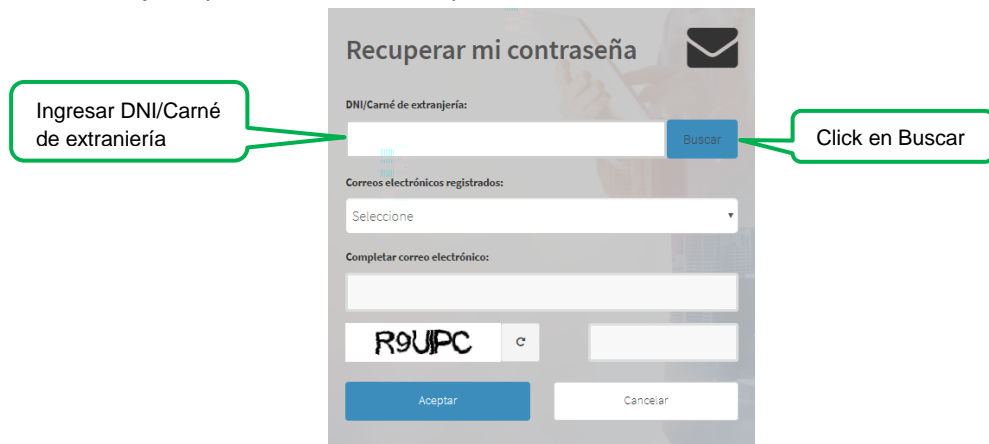 Recuperar mi contraseña
DNI/Carné de extranjería:
Ingresar DNI/Carné
de extraniería
Buscar
Click en Buscar
Correos electrónicos registrados:
Seleccione
Completar correo electrónico:
R9UPC
Aceptar
Cancelar